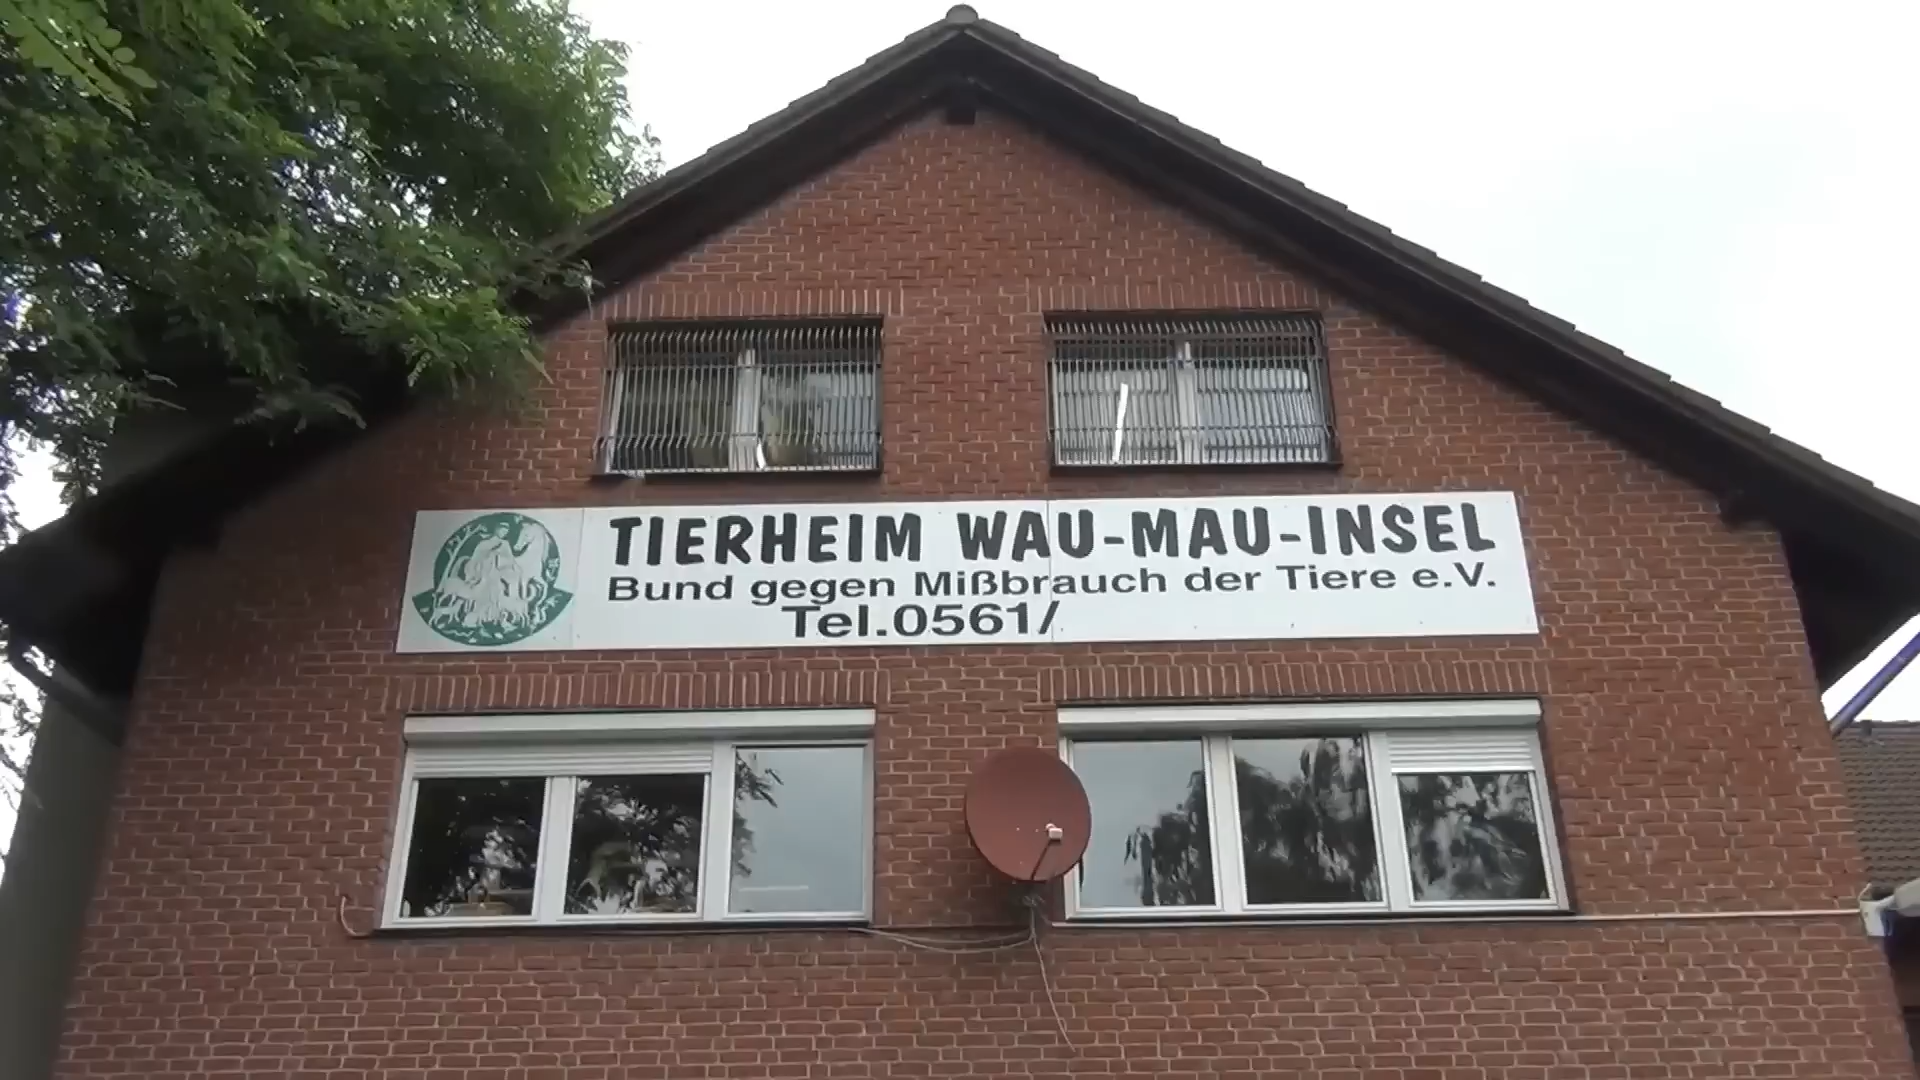 TIERHEIM WAU-MAU-INSEL
Bund gegen Mißbrauch der Tiere e.V.
Tel.0561/